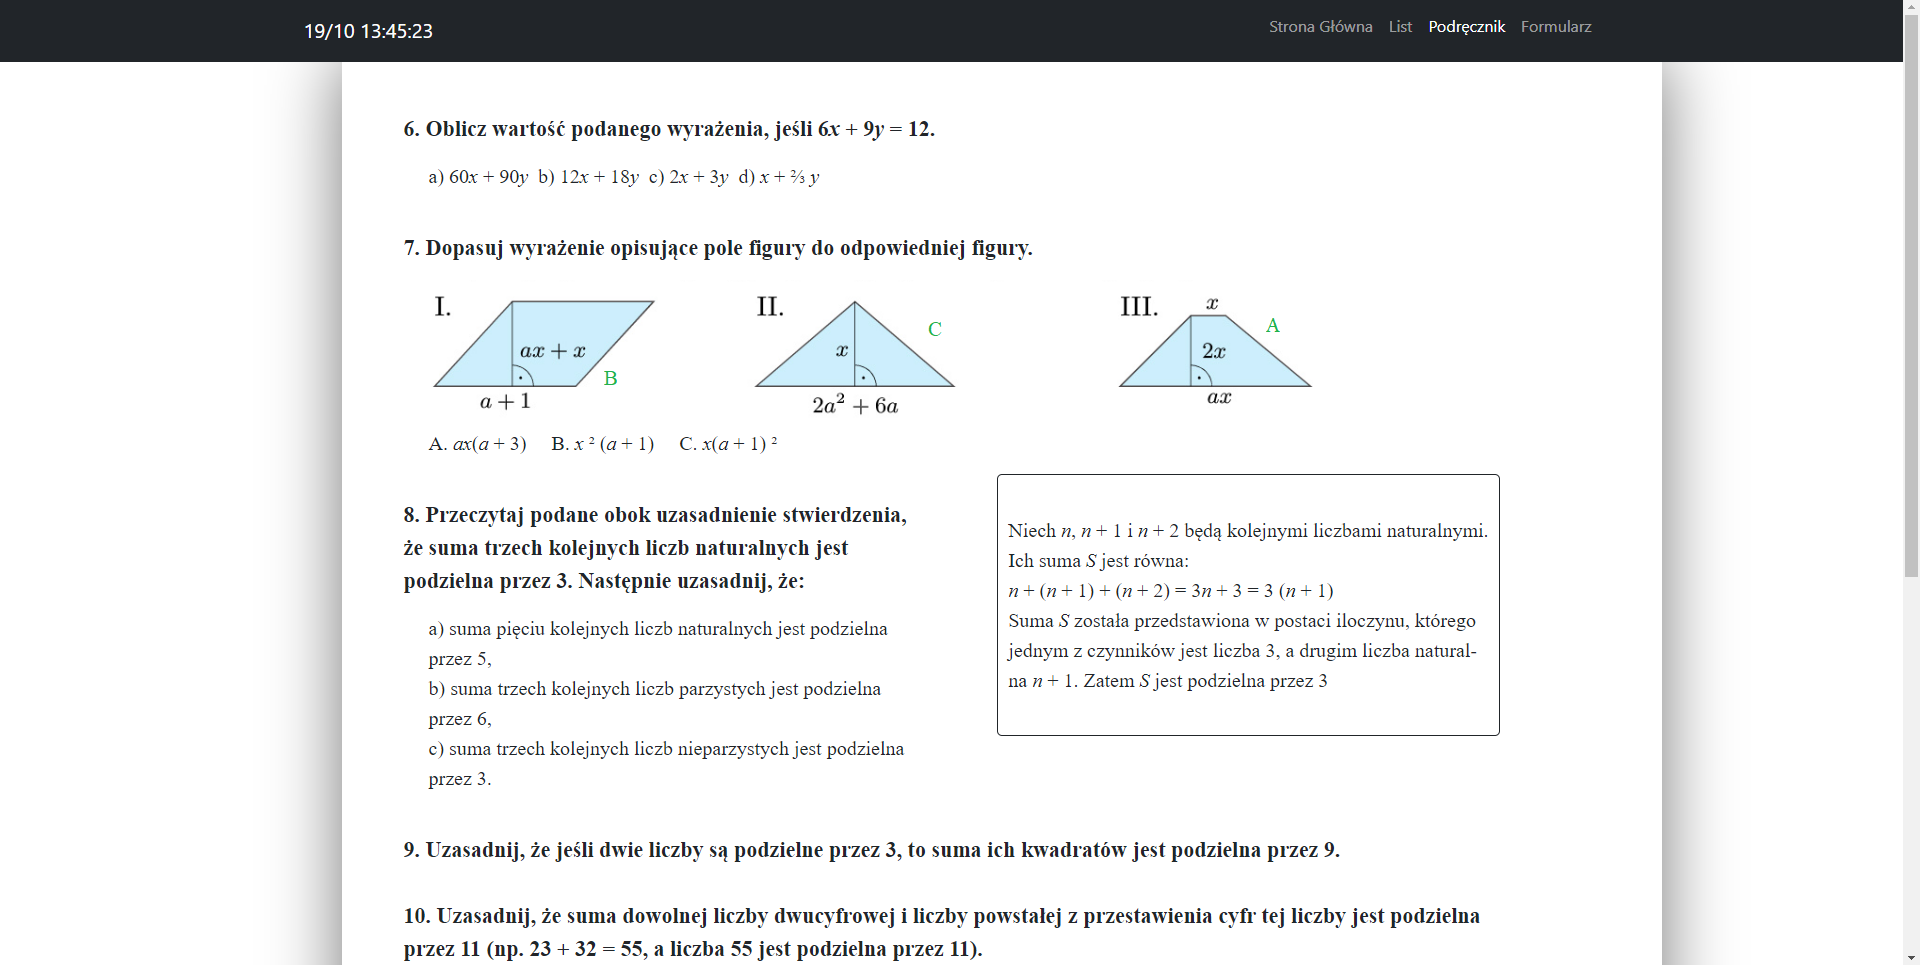 19/10 13:45:23
Strona Główna List Podręcznik Formularz
6. Oblicz wartość podanego wyrażenia, jeśli 6x + 9y = 12.
a) 60x + 90y b) 12x + 18y c) 2x + 3y d) x + ⅔ y
7. Dopasuj wyrażenie opisujące pole figury do odpowiedniej figury.
I.
ax + x
B
a + 1
II.
C
x
2a² + 6a
III.
x
A
2x
ax
A. ax(a + 3) B. x ² (a + 1) C. x(a + 1) ²
8. Przeczytaj podane obok uzasadnienie stwierdzenia,
że suma trzech kolejnych liczb naturalnych jest
podzielna przez 3. Następnie uzasadnij, że:
a) suma pięciu kolejnych liczb naturalnych jest podzielna
przez 5,
b) suma trzech kolejnych liczb parzystych jest podzielna
przez 6,
c) suma trzech kolejnych liczb nieparzystych jest podzielna
przez 3.
Niech n, n + 1 i n + 2 będą kolejnymi liczbami naturalnymi.
Ich suma S jest równa:
n + (n + 1) + (n + 2) = 3n + 3 = 3 (n + 1)
Suma S została przedstawiona w postaci iloczynu, którego
jednym z czynników jest liczba 3, a drugim liczba natural-
na n + 1. Zatem S jest podzielna przez 3
9. Uzasadnij, że jeśli dwie liczby są podzielne przez 3, to suma ich kwadratów jest podzielna przez 9.
10. Uzasadnij, że suma dowolnej liczby dwucyfrowej i liczby powstałej z przestawienia cyfr tej liczby jest podzielna
przez 11 (np. 23 + 32 = 55, a liczba 55 jest podzielna przez 11).